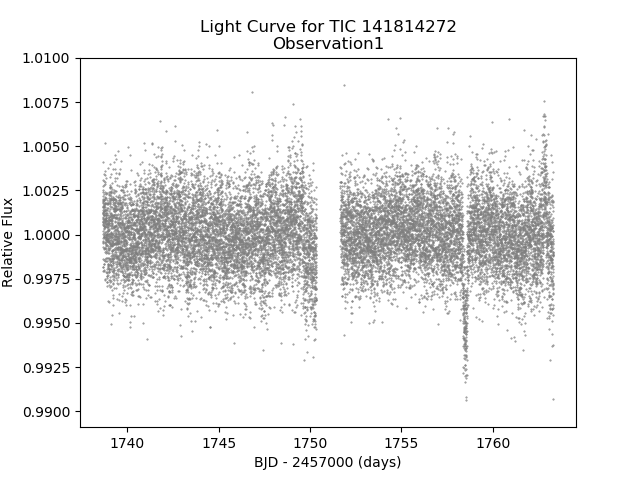 Light Curve for TIC 141814272
Observation1
1.0100
1.0075
1.0050
1.0025
1.0000
0.9975
0.9950
0.9925
0.9900
Relative Flux
1740 1745 1750 1755 1760
BJD - 2457000 (days)